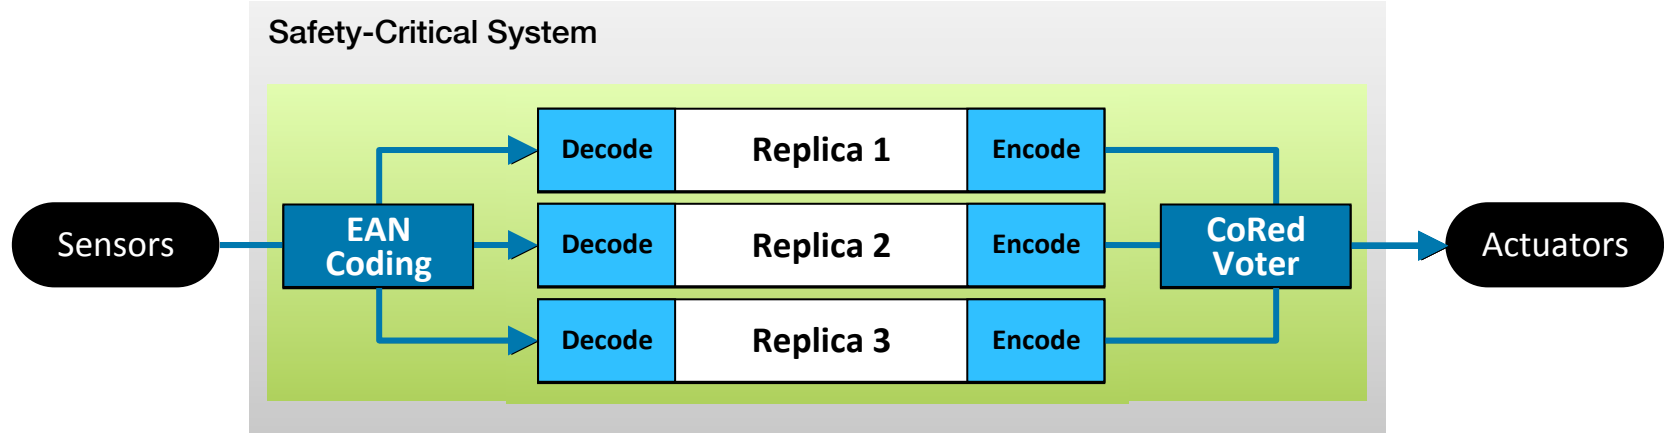 Safety-Critical System
Sensors
EAN
Coding
Decode
Replica 1
Encode
Decode
Replica 2
Encode
Decode
Replica 3
Encode
CoRed
Voter
Actuators